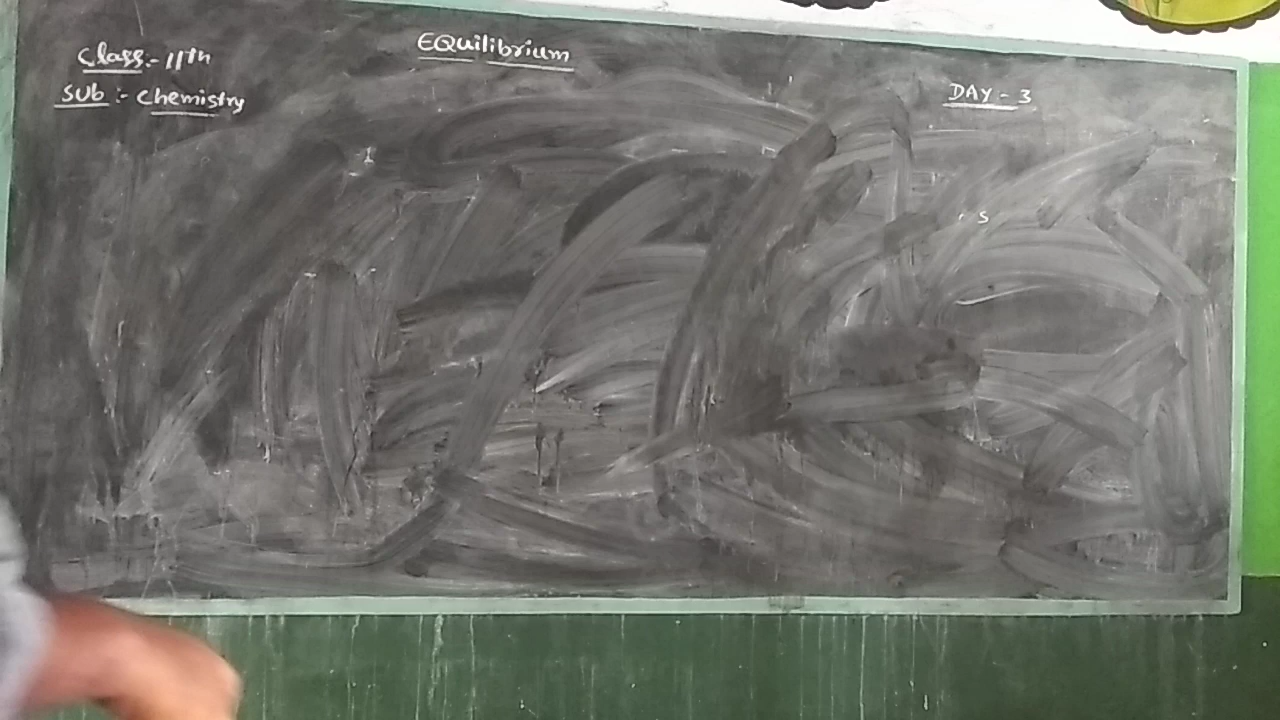 Class:- 11th
EQuilibrium
SUb :- Chemistry
DAY - 3
S